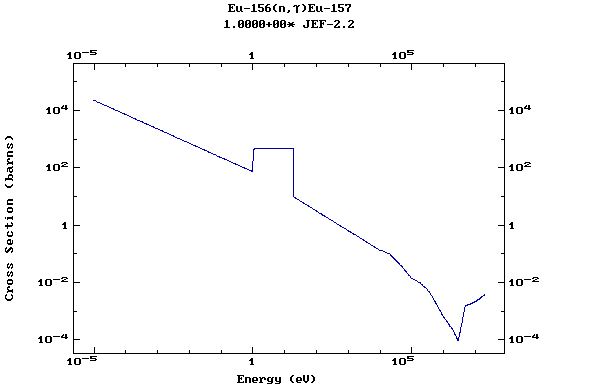 Eu-156(n,γ)Eu-157
1.0000+00* JEF-2.2
10⁻⁵ 1 10⁵
10⁴ 10⁴
10² 10²
1 1
10⁻² 10⁻²
10⁻⁴ 10⁻⁴
10⁻⁵ 1 10⁵
Cross Section (barns)
Energy (eV)